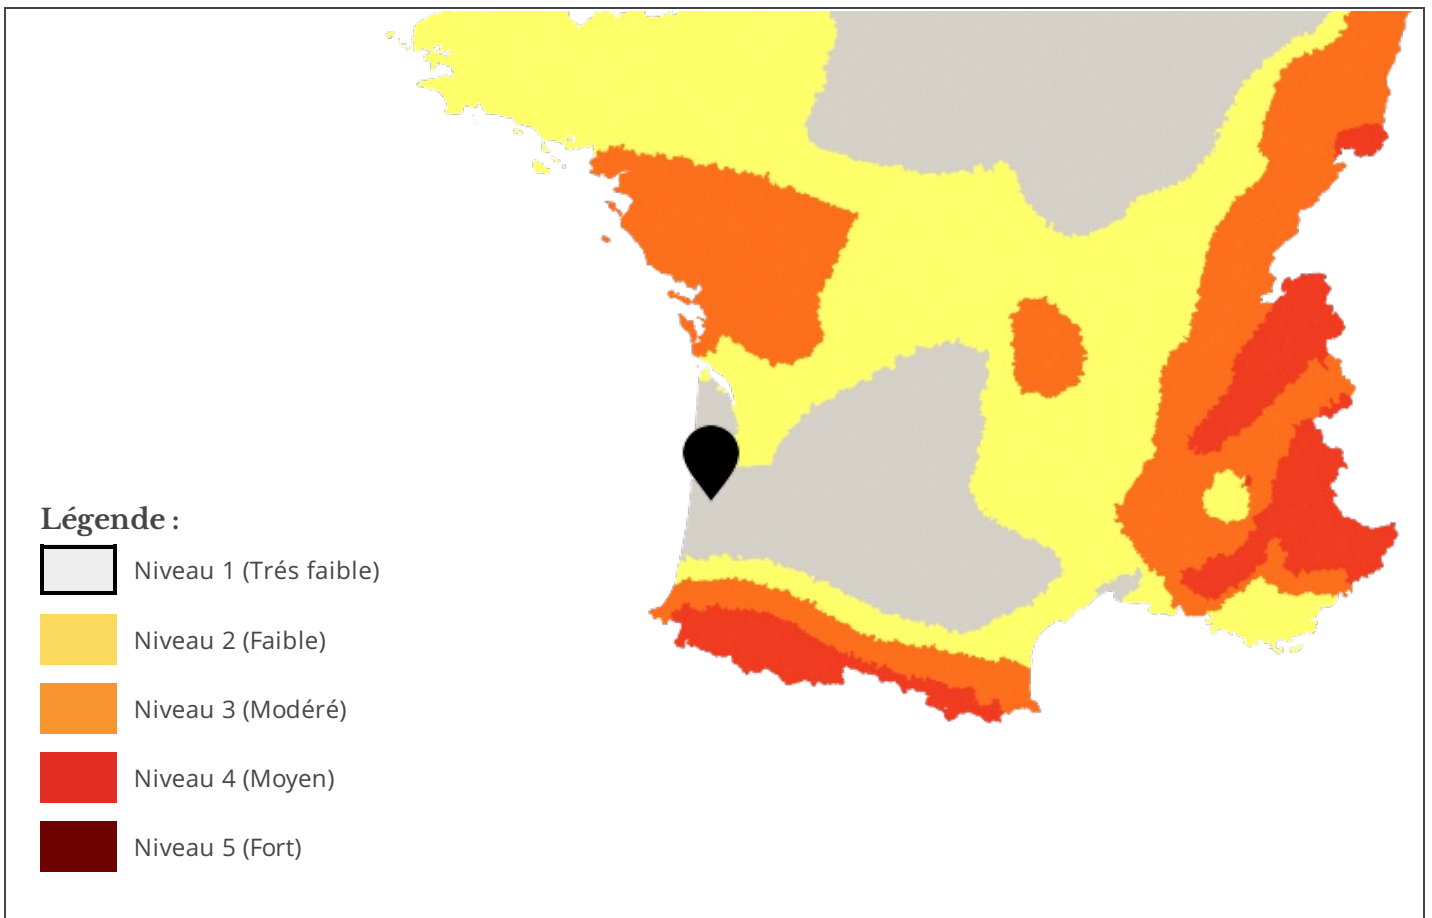 Légende :
Niveau 1 (Trés faible)
Niveau 2 (Faible)
Niveau 3 (Modéré)
Niveau 4 (Moyen)
Niveau 5 (Fort)